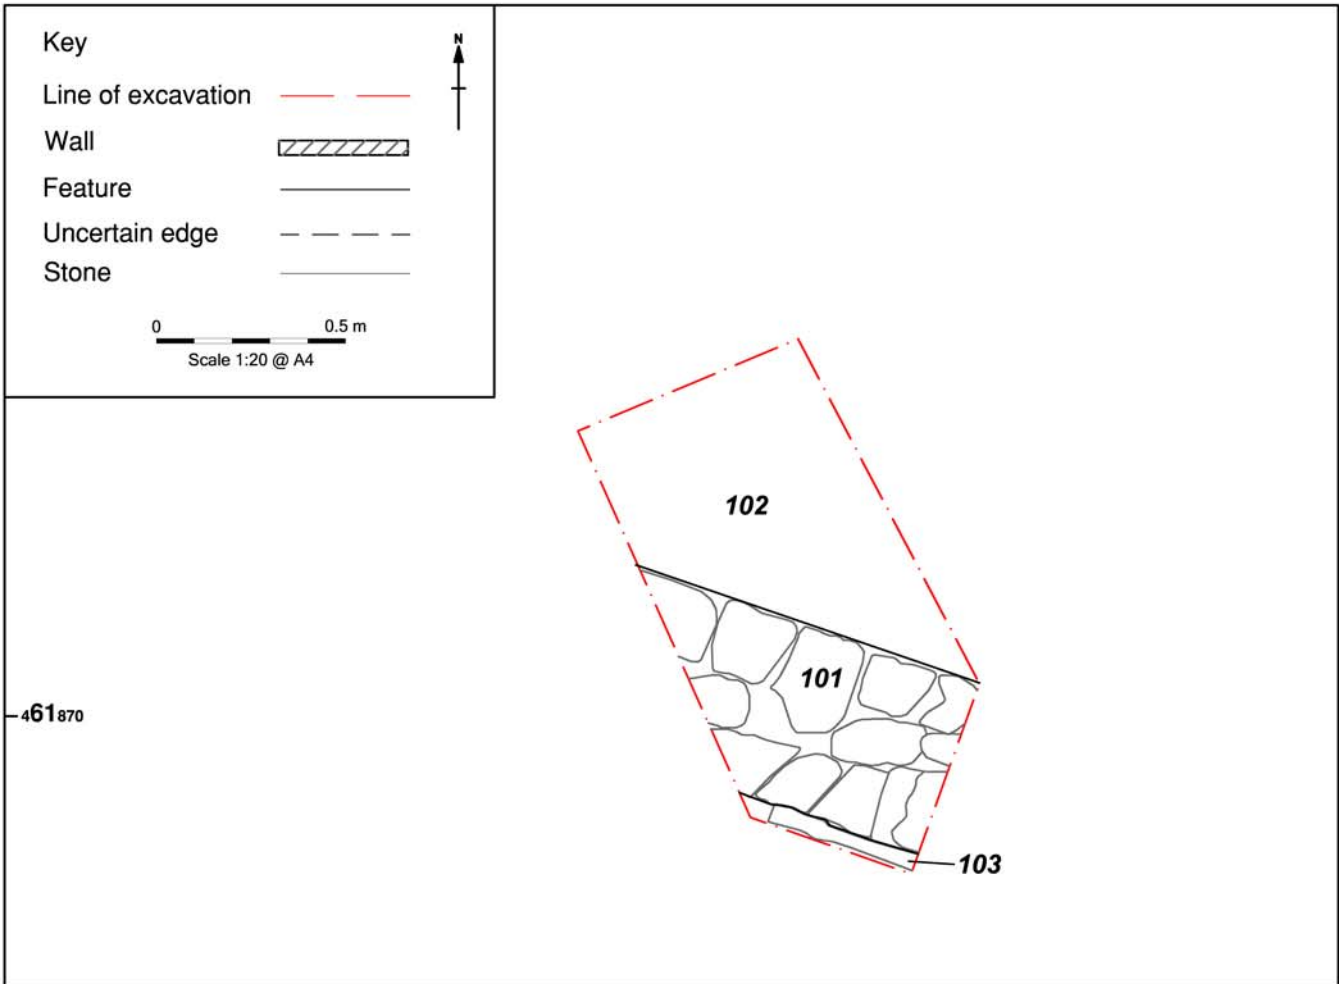 Key
N
Line of excavation
Wall
Feature
Uncertain edge
Stone
0 0.5 m
Scale 1:20 @ A4
102
101
461870
103